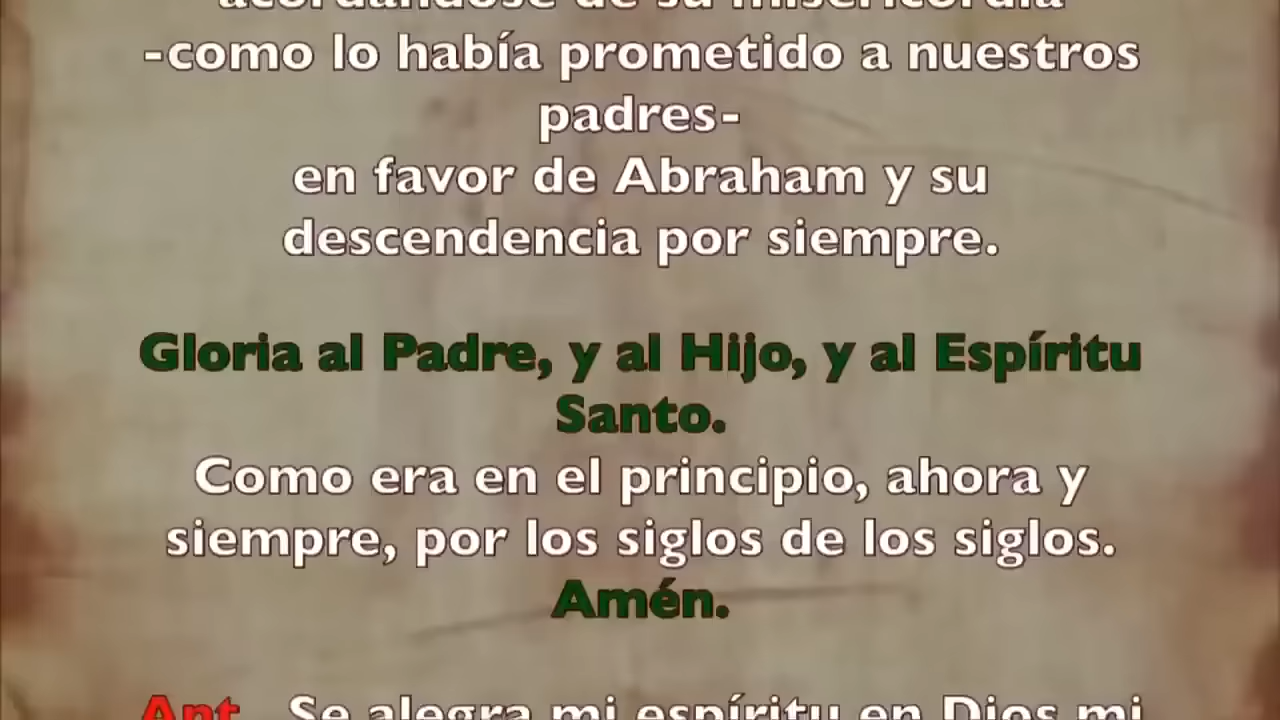 acordándose de su misericordia
-como lo había prometido a nuestros
padres-
en favor de Abraham y su
descendencia por siempre.
Gloria al Padre, y al Hijo, y al Espíritu
Santo.
Como era en el principio, ahora y
siempre, por los siglos de los siglos.
Amén.
Ant. Se alegra mi espíritu en Dios mi